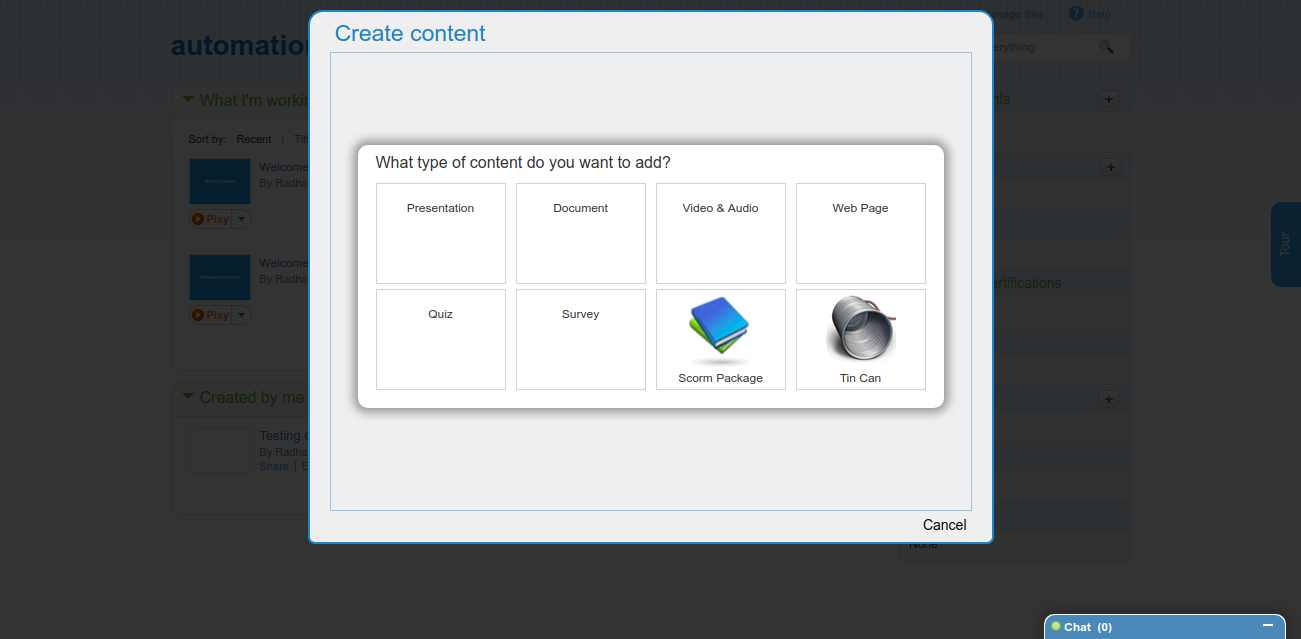 Create content
Manage Site
Help
automation
What I'm workin
Sort by: Recent | Titl
Welcome
By Radha
Play
Welcome
By Radha
Play
Created by me
Testing
By Radha
Share | E
What type of content do you want to add?
Presentation
Document
Video & Audio
Web Page
Quiz
Survey
Scorm Package
Tin Can
Cancel
erything
nts
ertifications
None
Tour
Chat (0)